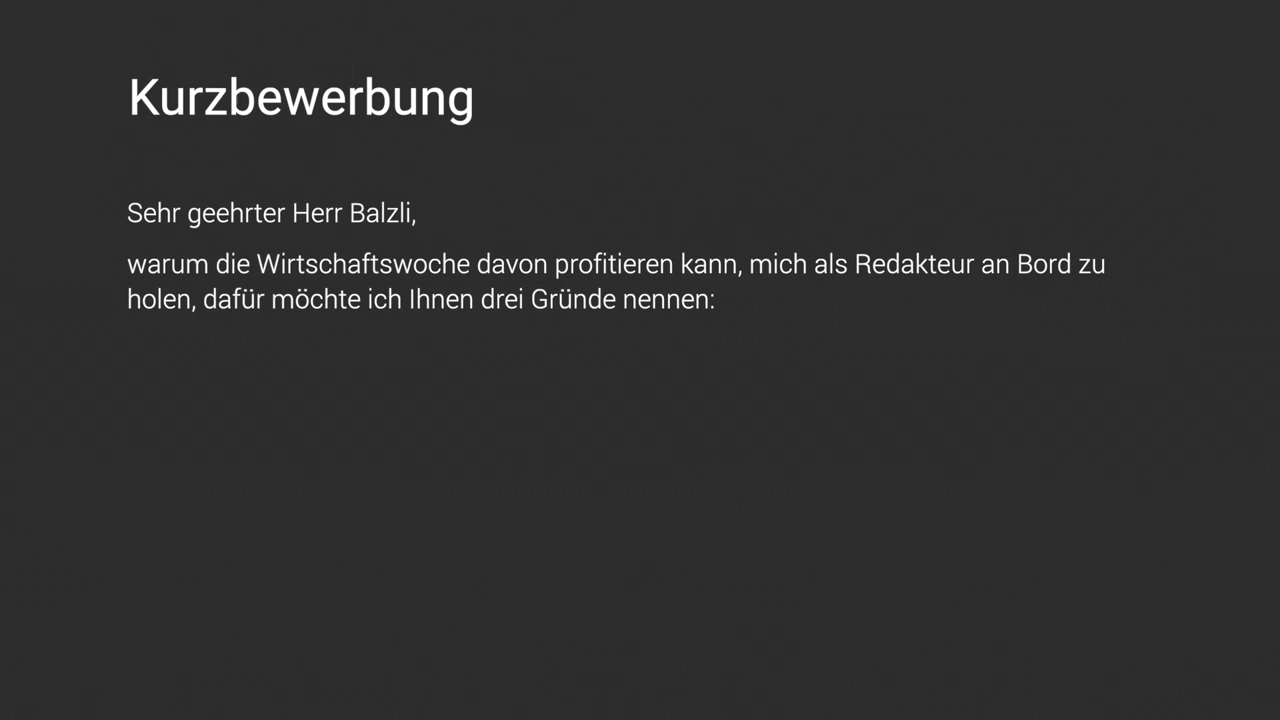 Kurzbewerbung
Sehr geehrter Herr Balzli,
warum die Wirtschaftswoche davon profitieren kann, mich als Redakteur an Bord zu
holen, dafür möchte ich Ihnen drei Gründe nennen: